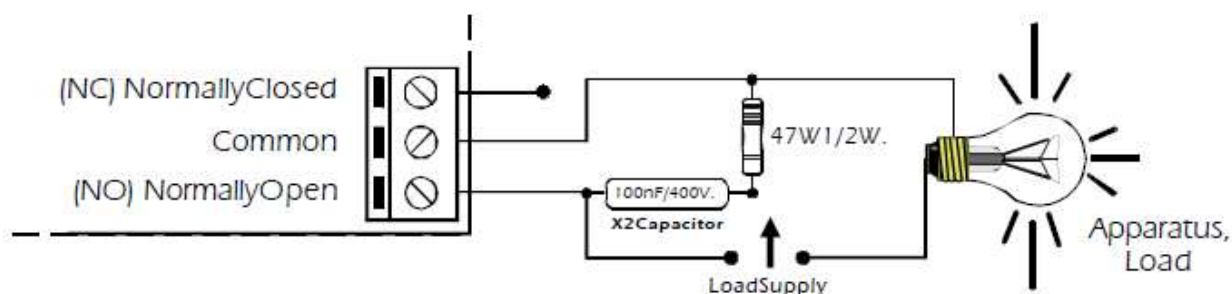 (NC) NormallyClosed
Common
47W1/2W.
(NO) NormallyOpen
100nF/400V.
X2Capacitor
Apparatus,
Load
LoadSupply